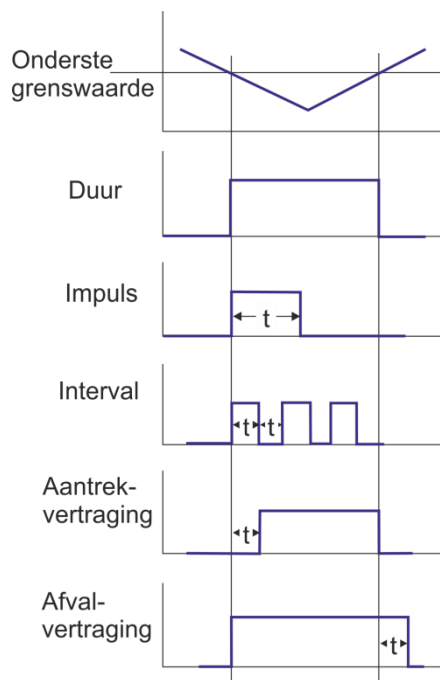 Onderste
grenswaarde
Duur
Impuls
t
Interval
t t
Aantrek-
vertraging
t
Afval-
vertraging
t